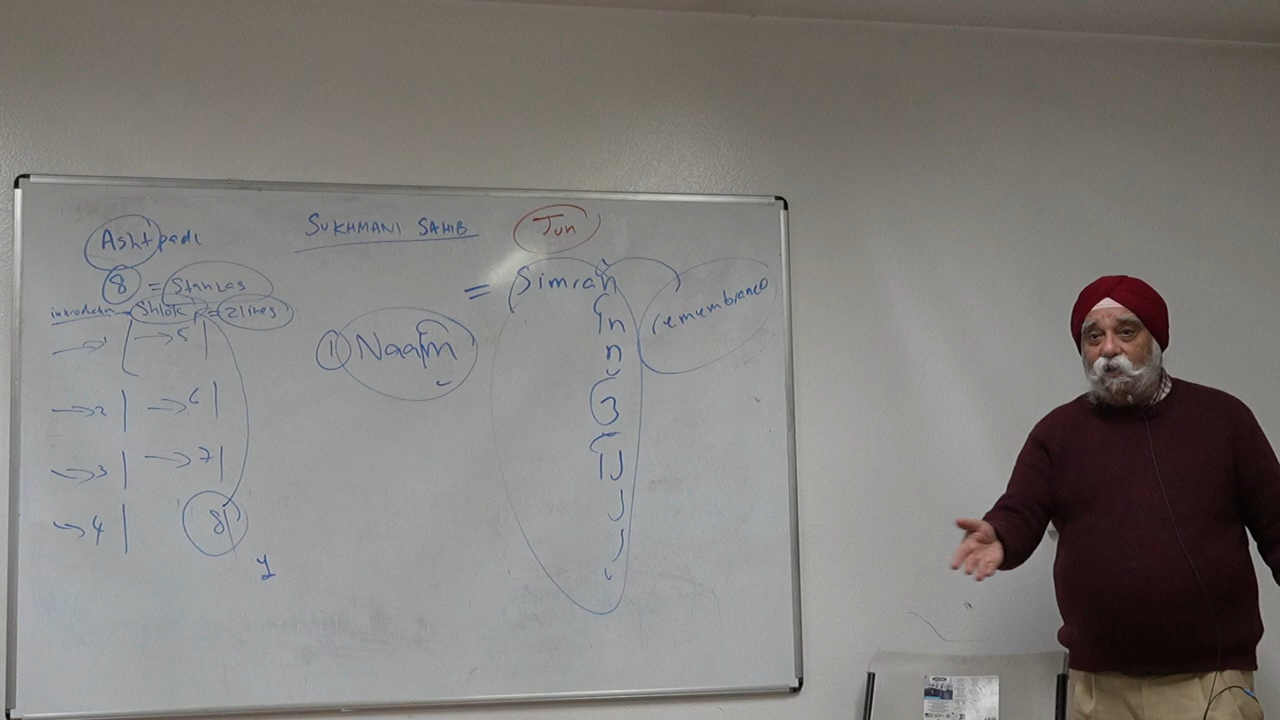 SUKHMANI SAHIB
Jun
Ashtpadi
8 = Stanzas
introduction Shlok = 2 lines
→ 1 → 5
→ 2 → 6
→ 3 → 7
→ 4 8
① Naam
= Simran
remembrance